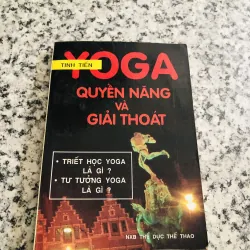 TINH TIẾN
YOGA
QUYỀN NĂNG
VÀ
GIẢI THOÁT
• TRIẾT HỌC YOGA
LÀ GÌ ?
• TƯ TƯỞNG YOGA
LÀ GÌ ?
NXB THỂ DỤC THỂ THAO